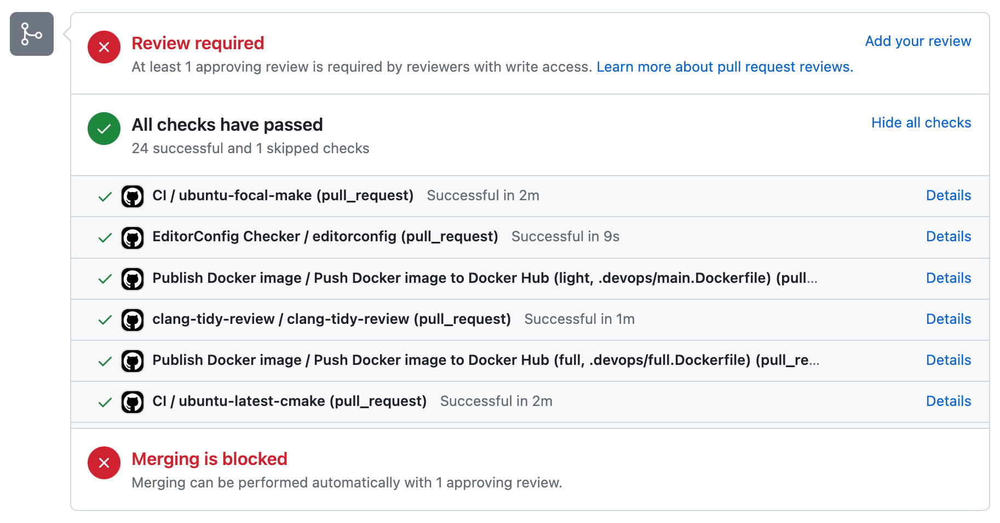 Review required
Add your review
At least 1 approving review is required by reviewers with write access. Learn more about pull request reviews.
All checks have passed
Hide all checks
24 successful and 1 skipped checks
CI / ubuntu-focal-make (pull_request) Successful in 2m Details
EditorConfig Checker / editorconfig (pull_request) Successful in 9s Details
Publish Docker image / Push Docker image to Docker Hub (light, .devops/main.Dockerfile) (pull... Details
clang-tidy-review / clang-tidy-review (pull_request) Successful in 1m Details
Publish Docker image / Push Docker image to Docker Hub (full, .devops/full.Dockerfile) (pull_re... Details
CI / ubuntu-latest-cmake (pull_request) Successful in 2m Details
Merging is blocked
Merging can be performed automatically with 1 approving review.